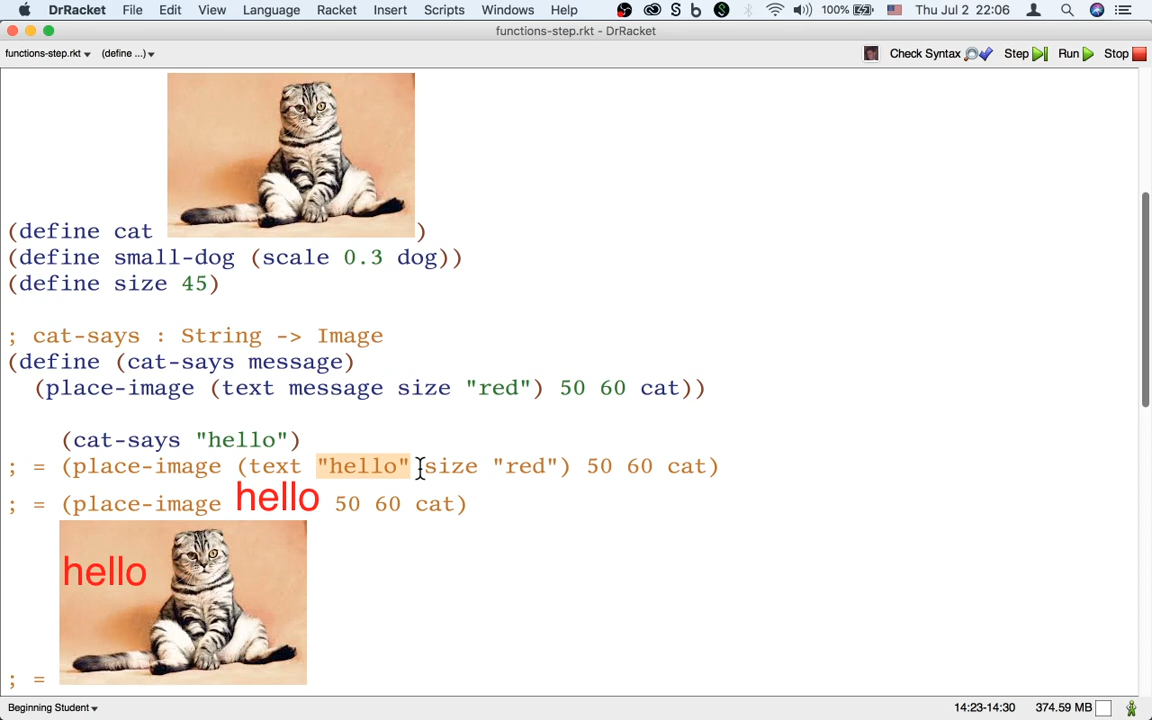 DrRacket File Edit View Language Racket Insert Scripts Windows Help 100% Thu Jul 2 22:06
functions-step.rkt - DrRacket
functions-step.rkt (define ...) Check Syntax Step Run Stop
(define cat )
(define small-dog (scale 0.3 dog))
(define size 45)
; cat-says : String -> Image
(define (cat-says message)
(place-image (text message size "red") 50 60 cat))
(cat-says "hello")
; = (place-image (text "hello" size "red") 50 60 cat)
; = (place-image hello 50 60 cat)
hello
; =
Beginning Student 14:23-14:30 374.59 MB